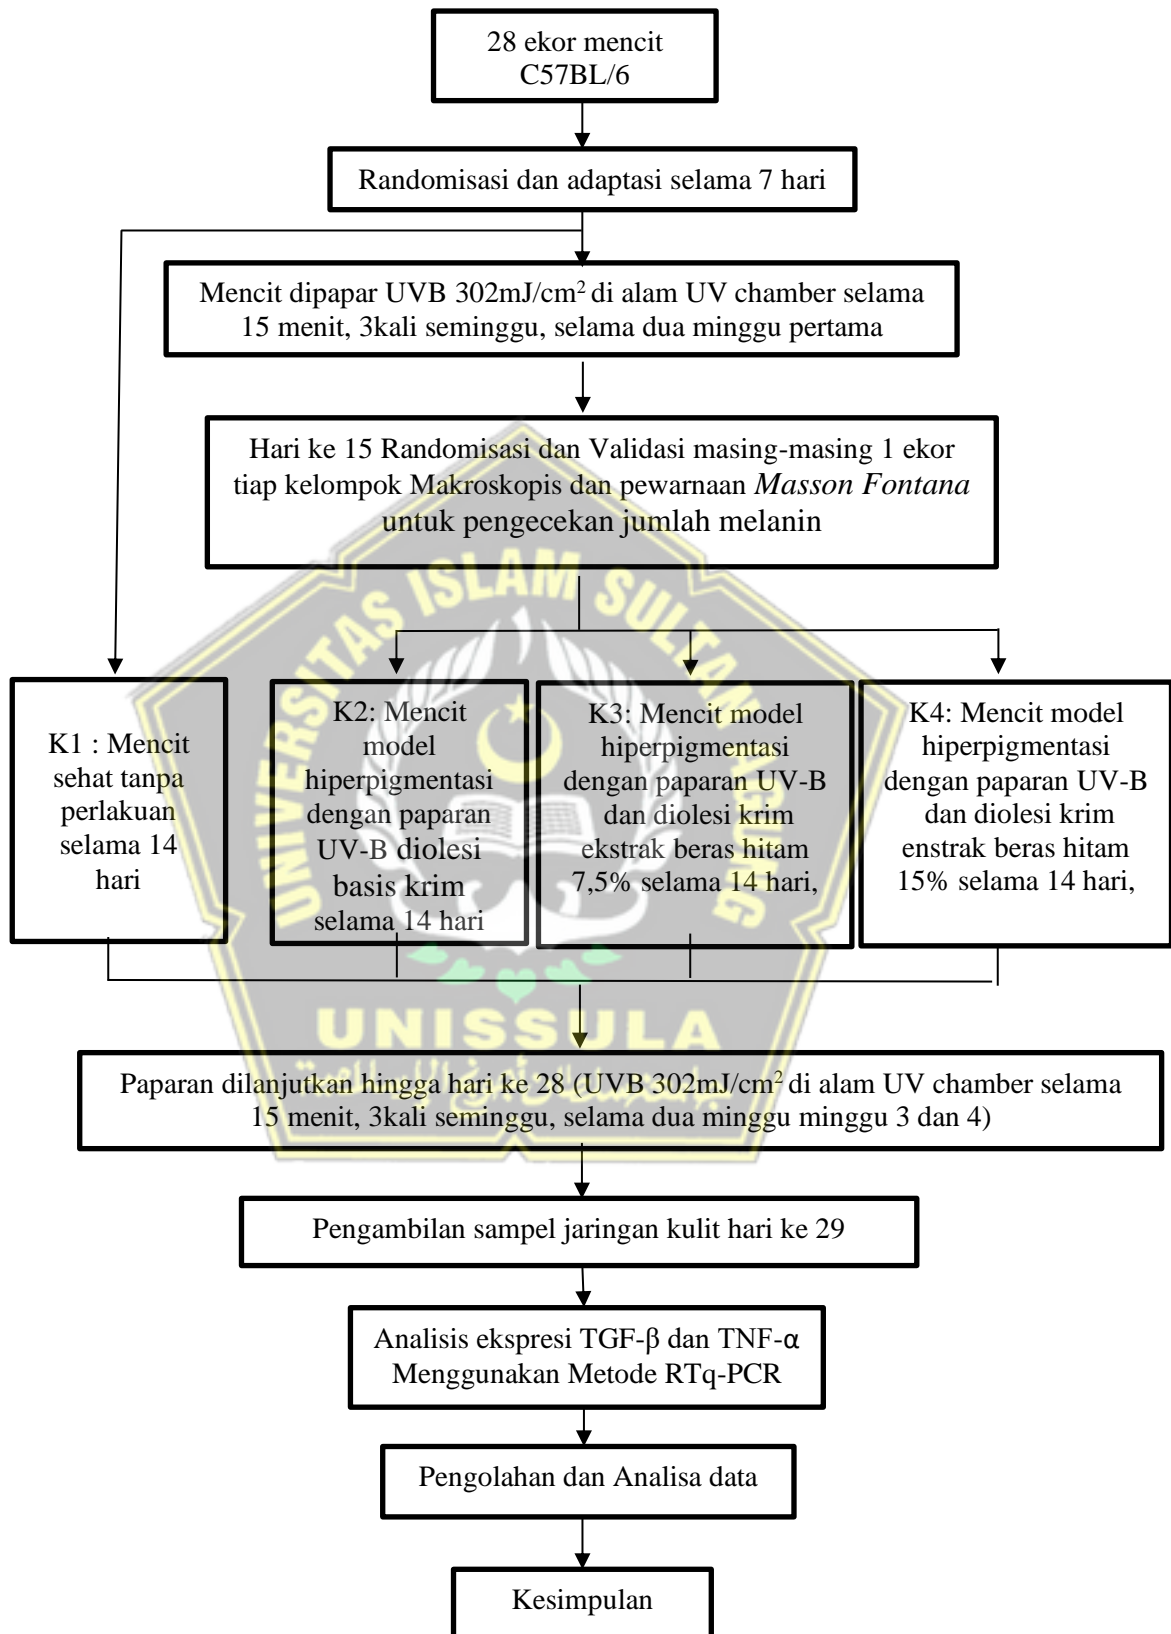 28 ekor mencit
C57BL/6
Randomisasi dan adaptasi selama 7 hari
Mencit dipapar UVB 302mJ/cm² di alam UV chamber selama
15 menit, 3kali seminggu, selama dua minggu pertama
Hari ke 15 Randomisasi dan Validasi masing-masing 1 ekor
tiap kelompok Makroskopis dan pewarnaan Masson Fontana
untuk pengecekan jumlah melanin
UNIVERSITAS ISLAM SULTAN AGUNG
K1 : Mencit
sehat tanpa
perlakuan
selama 14
hari
K2: Mencit
model
hiperpigmentasi
dengan paparan
UV-B diolesi
basis krim
selama 14 hari
K3: Mencit model
hiperpigmentasi
dengan paparan UV-B
dan diolesi krim
ekstrak beras hitam
7,5% selama 14 hari,
K4: Mencit model
hiperpigmentasi
dengan paparan UV-B
dan diolesi krim
enstrak beras hitam
15% selama 14 hari,
UNISSULA
Paparan dilanjutkan hingga hari ke 28 (UVB 302mJ/cm² di alam UV chamber selama
15 menit, 3kali seminggu, selama dua minggu minggu 3 dan 4)
Pengambilan sampel jaringan kulit hari ke 29
Analisis ekspresi TGF-β dan TNF-α
Menggunakan Metode RTq-PCR
Pengolahan dan Analisa data
Kesimpulan